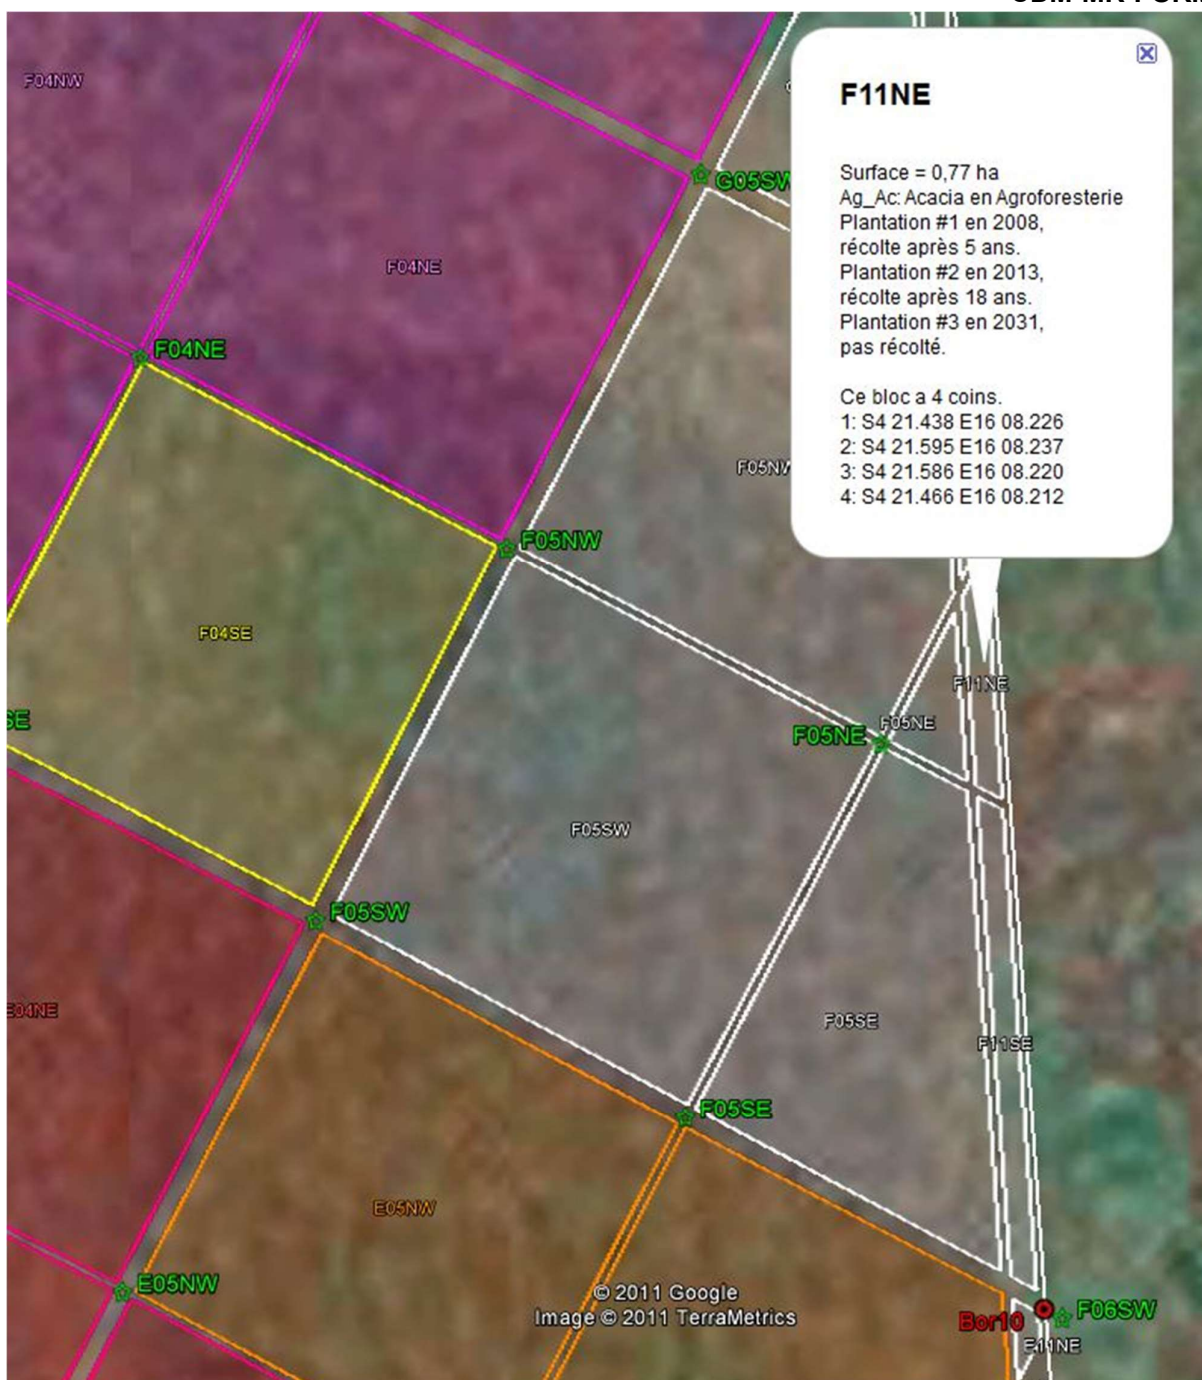 F11NE
Surface = 0,77 ha
Ag_Ac: Acacia en Agroforesterie
Plantation #1 en 2008,
récolte après 5 ans.
Plantation #2 en 2013,
récolte après 18 ans.
Plantation #3 en 2031,
pas récolté.
Ce bloc a 4 coins.
1: S4 21.438 E16 08.226
2: S4 21.595 E16 08.237
3: S4 21.586 E16 08.220
4: S4 21.466 E16 08.212
F04NW
G05SW
F04NE
F04NE
F05NW
F05NW
F04SE
F11NE
SE
F05NE
F05NE
F05SW
F05SW
E04NE
F05SE
F11SE
F05SE
E05NW
E05NW
© 2011 Google
Image © 2011 TerraMetrics
Bor10
F06SW
E11NE